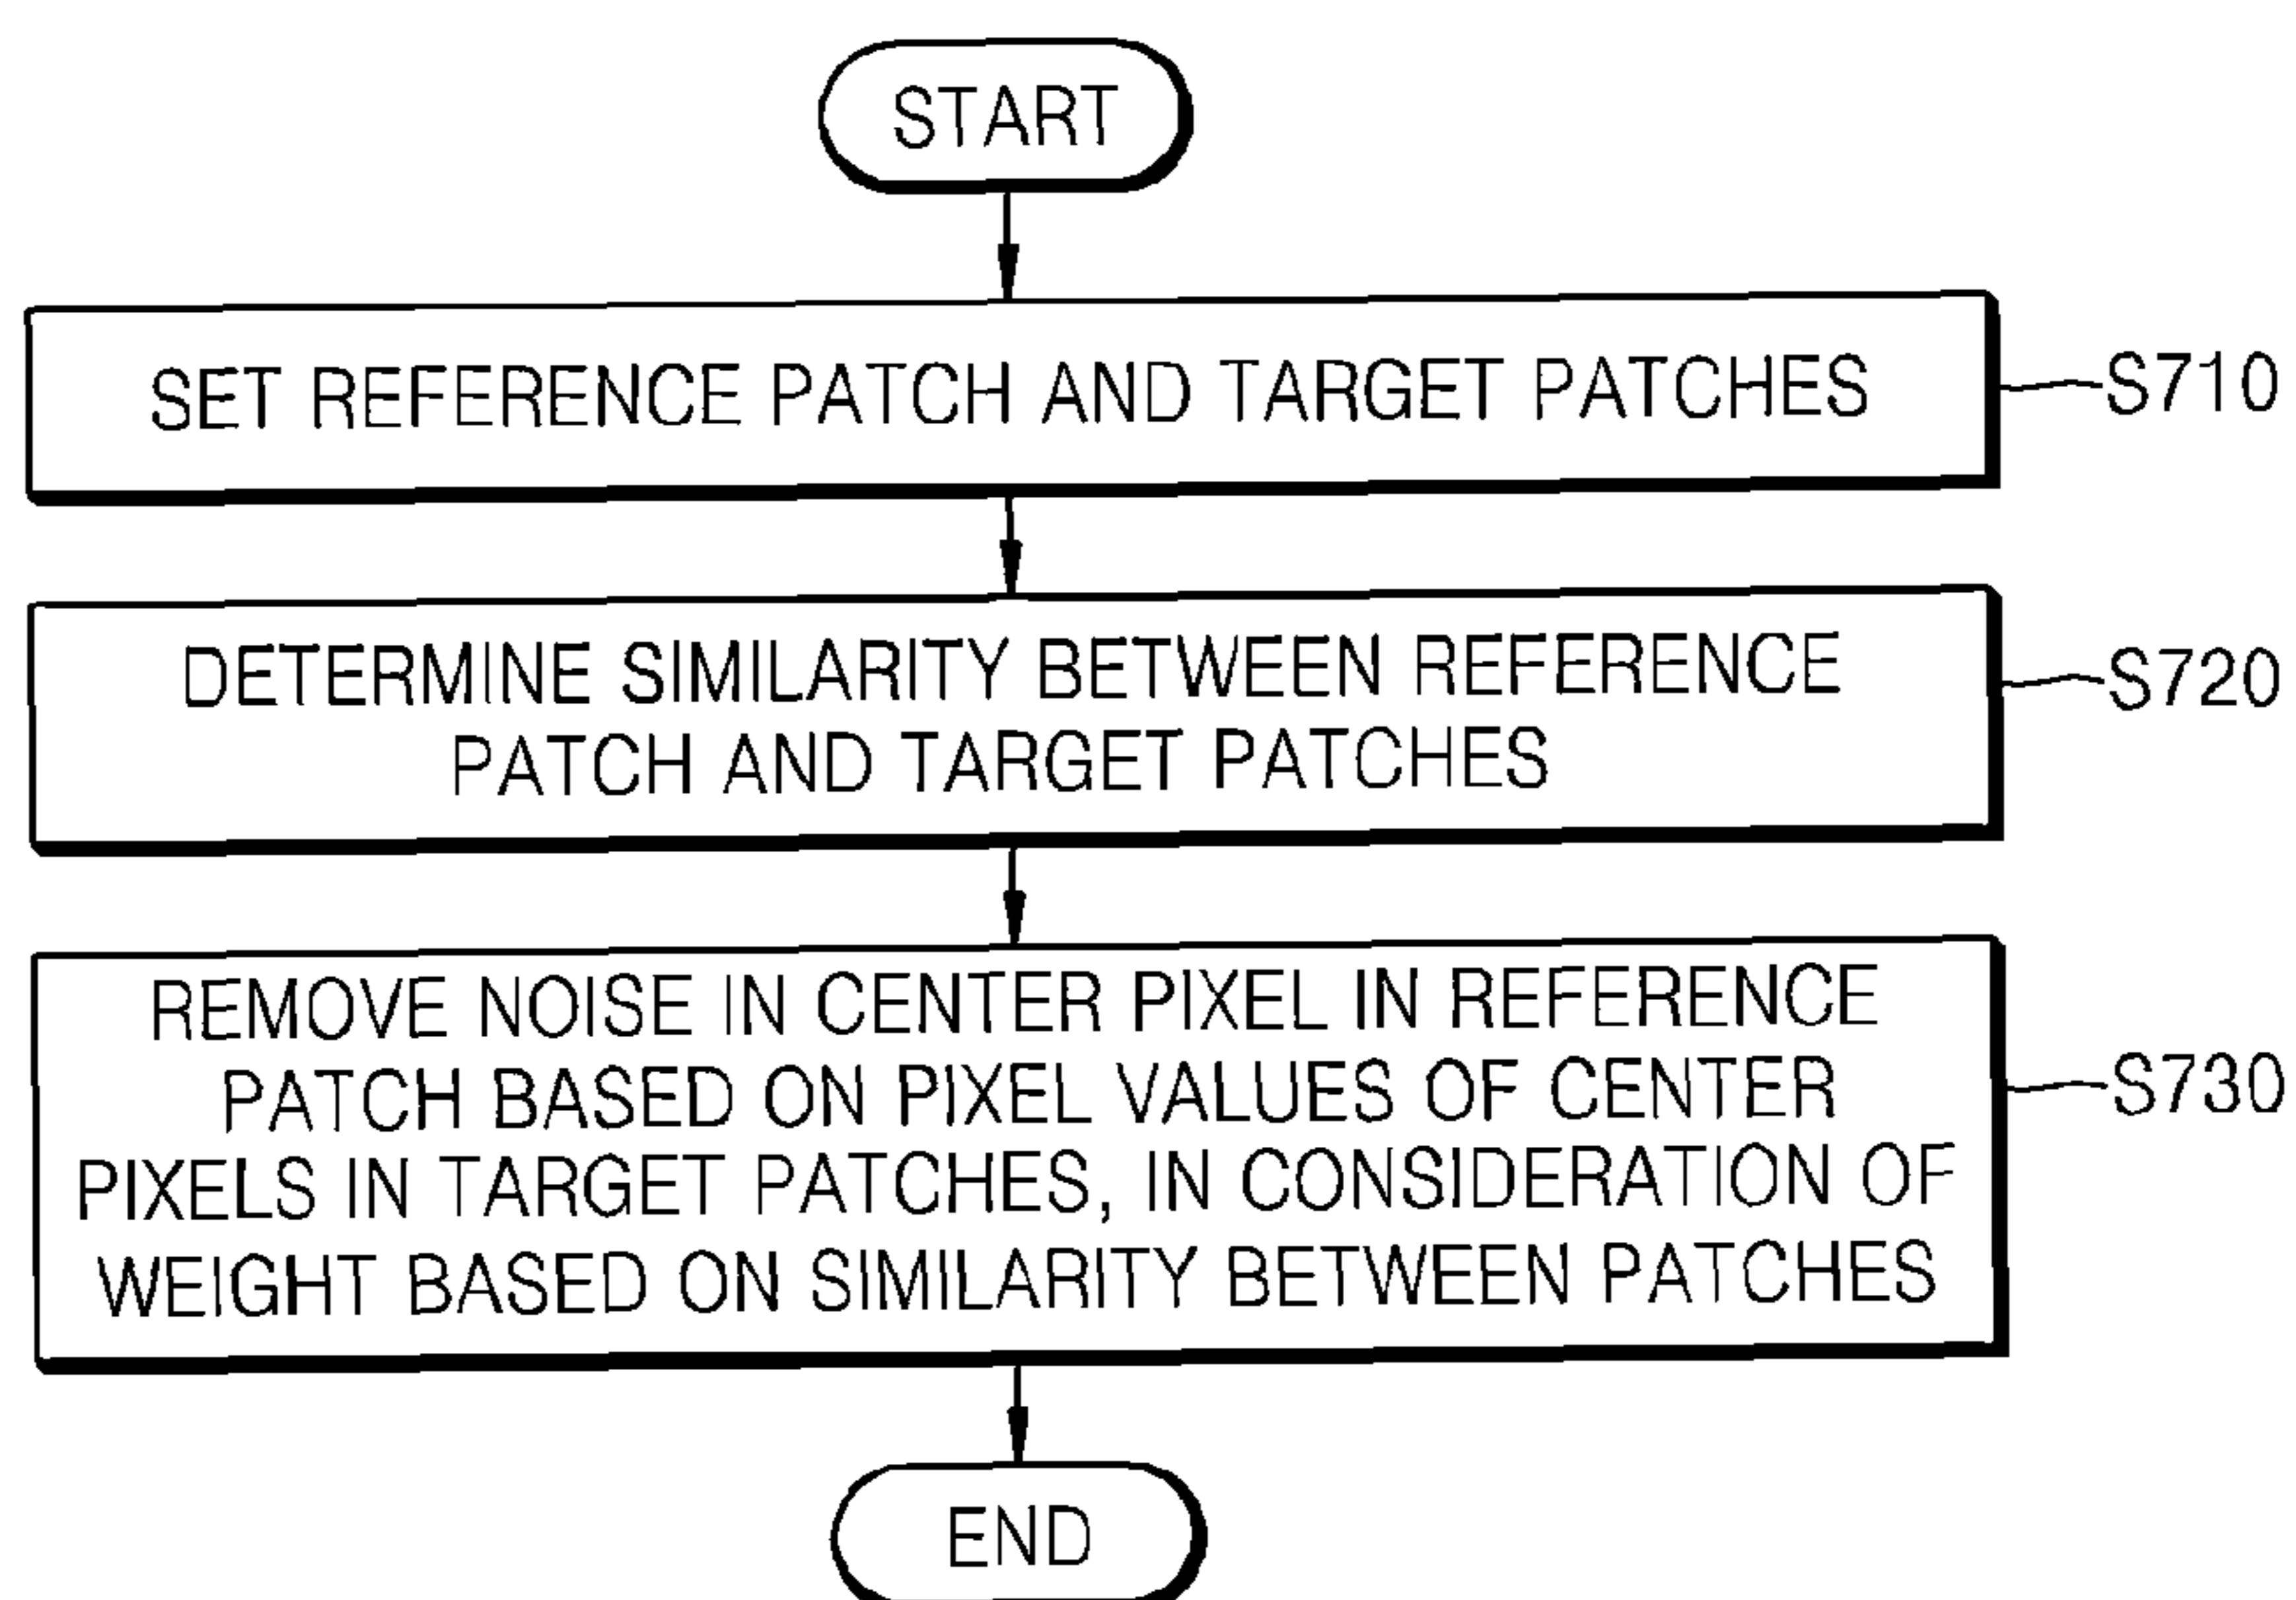 START
SET REFERENCE PATCH AND TARGET PATCHES
S710
DETERMINE SIMILARITY BETWEEN REFERENCE
PATCH AND TARGET PATCHES
S720
REMOVE NOISE IN CENTER PIXEL IN REFERENCE
PATCH BASED ON PIXEL VALUES OF CENTER
PIXELS IN TARGET PATCHES, IN CONSIDERATION OF
WEIGHT BASED ON SIMILARITY BETWEEN PATCHES
S730
END